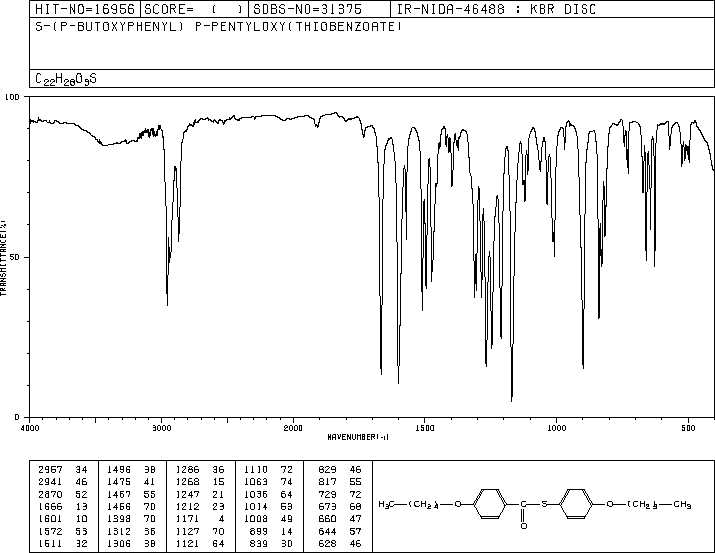 HIT-NO=16956 SCORE= ( ) SDBS-NO=31375 IR-NIDA-46488 : KBR DISC
S-(P-BUTOXYPHENYL) P-PENTYLOXY(THIOBENZOATE)
C22H28O3S
100
50
0
TRANSMITTANCE(%)
4000 3000 2000 1500 1000 500
WAVENUMBER(-1)
2957 34 1496 38 1286 36 1110 72 829 46
2941 46 1475 41 1268 15 1063 74 817 55
2870 52 1467 55 1247 21 1036 64 729 72
1666 13 1456 70 1212 23 1014 53 673 68
1601 10 1398 70 1171 4 1008 49 660 47
1572 53 1312 36 1127 70 899 14 644 57
1511 32 1306 38 1121 64 839 30 628 46
H3C—(CH2)4—O C S O—(CH2)3—CH3
O